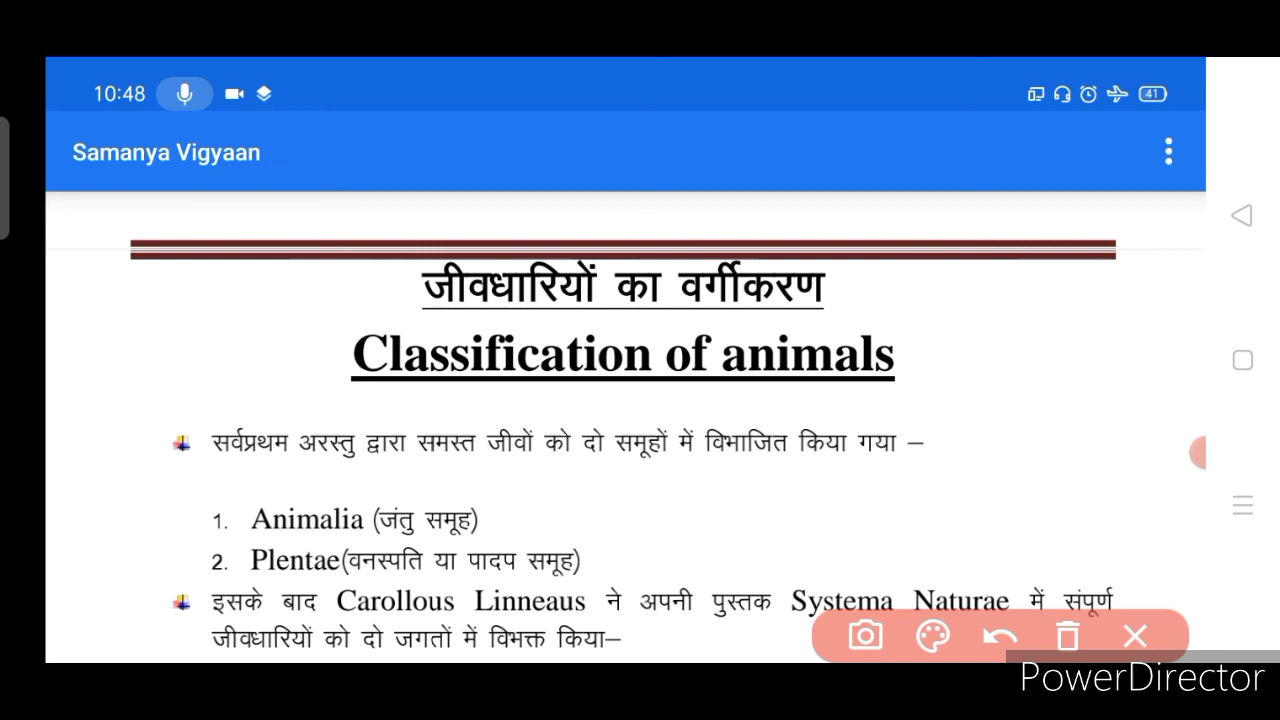 10:48
41
Samanya Vigyaan
जीवधारियों का वर्गीकरण
Classification of animals
सर्वप्रथम अरस्तु द्वारा समस्त जीवों को दो समूहों में विभाजित किया गया –
1. Animalia (जंतु समूह)
2. Plentae(वनस्पति या पादप समूह)
इसके बाद Carollous Linneaus ने अपनी पुस्तक Systema Naturae में संपूर्ण
जीवधारियों को दो जगतों में विभक्त किया–
PowerDirector